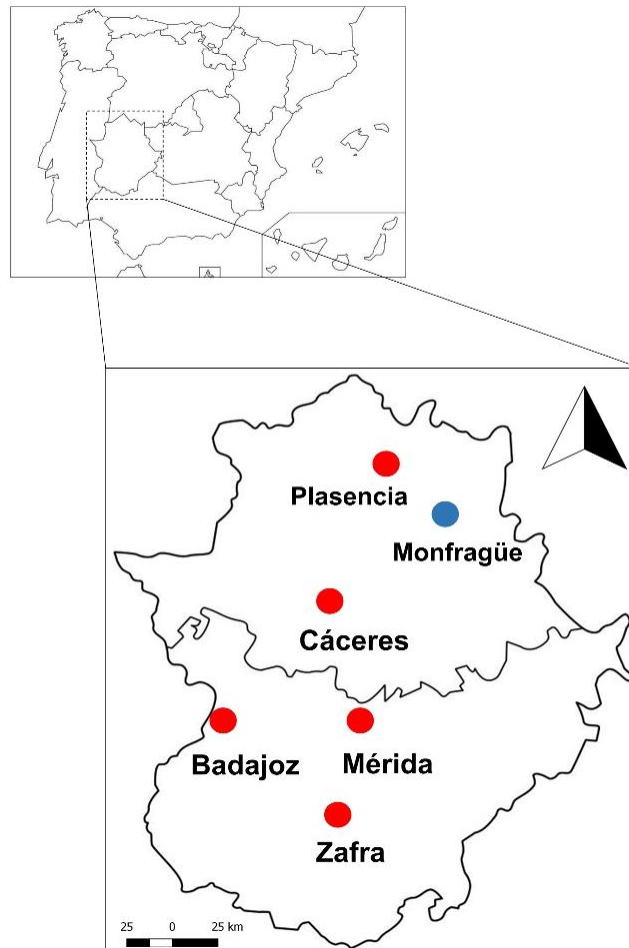 Plasencia
Monfragüe
Cáceres
Badajoz
Mérida
Zafra
25 0 25 km